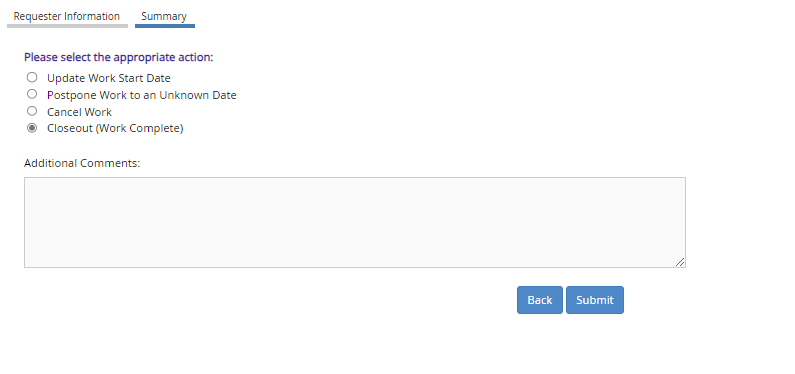 Requester Information Summary
Please select the appropriate action:
Update Work Start Date
Postpone Work to an Unknown Date
Cancel Work
Closeout (Work Complete)
Additional Comments:
Back Submit